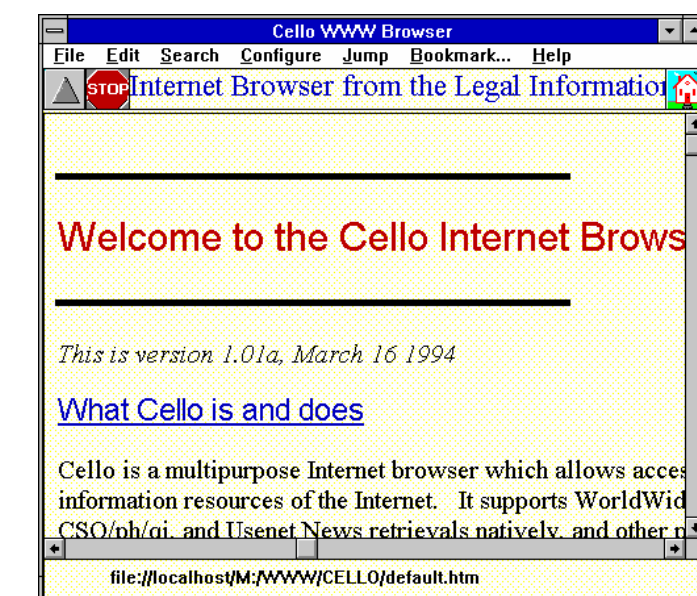 Cello WWW Browser
File Edit Search Configure Jump Bookmark... Help
STOP Internet Browser from the Legal Information
Welcome to the Cello Internet Brows
This is version 1.01a, March 16 1994
What Cello is and does
Cello is a multipurpose Internet browser which allows acces
information resources of the Internet. It supports WorldWid
CSO/ph/qi, and Usenet News retrievals natively, and other p
file://localhost/M:/WWW/CELLO/default.htm